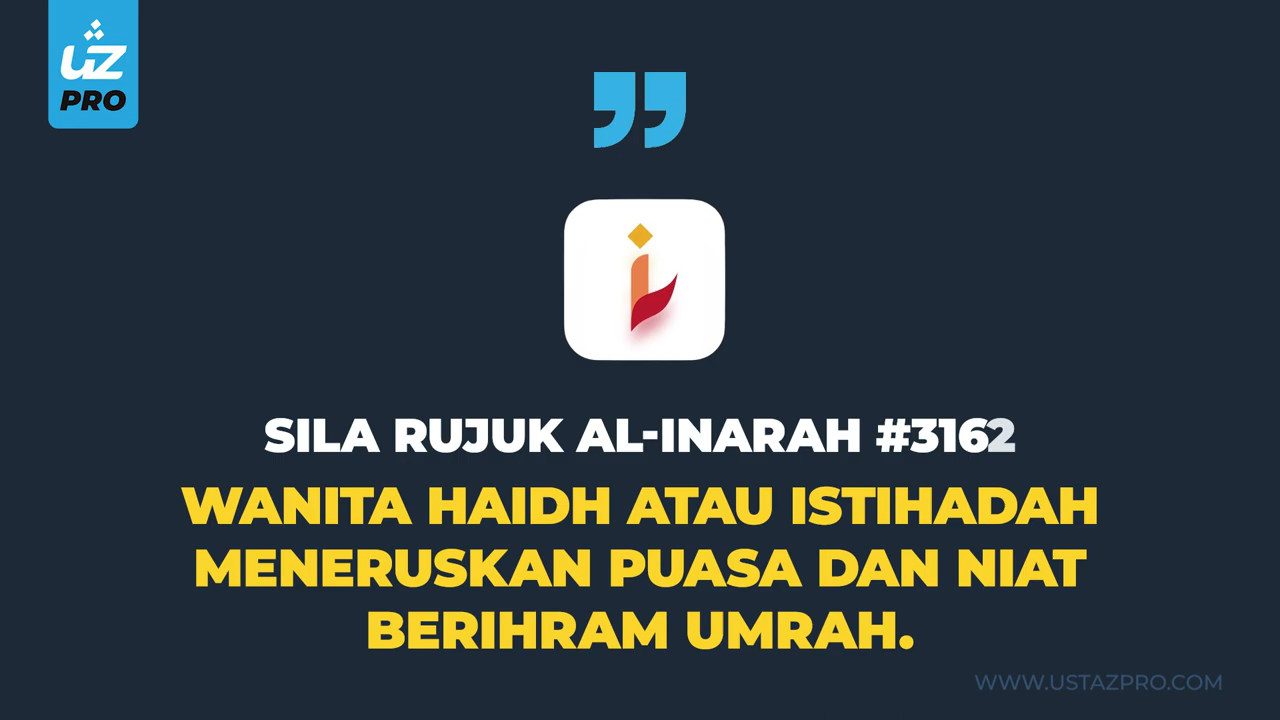 UZ
PRO
SILA RUJUK AL-INARAH #3162
WANITA HAIDH ATAU ISTIHADAH
MENERUSKAN PUASA DAN NIAT
BERIHRAM UMRAH.
WWW.USTAZPRO.COM